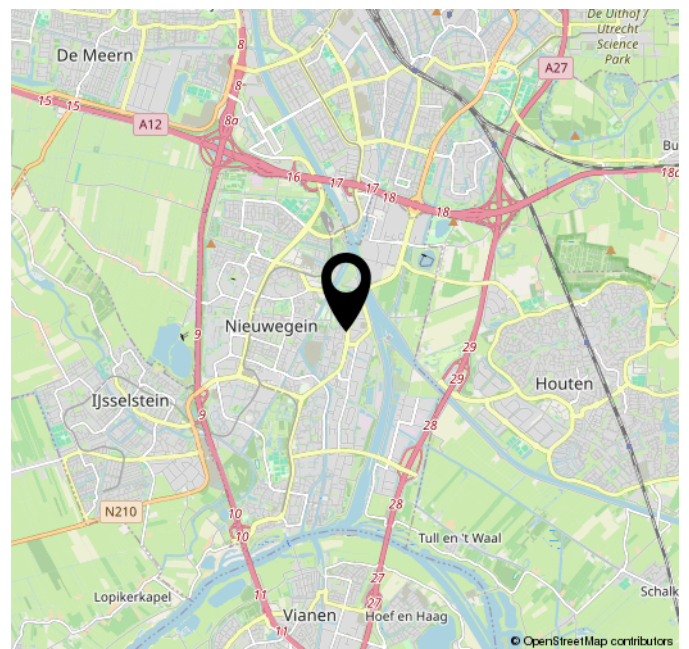 De Uithof /
Utrecht
Science
Park
De Meern
8
A27
8
15
15
A12
8a
Bu
16
17
17
18
18
18a
9
Nieuwegein
29
29
Houten
IJsselstein
9
28
N210
28
10
10
Tull en 't Waal
27
11
Lopikerkapel
27
Schalk
Vianen
Hoef en Haag
11
© OpenStreetMap contributors